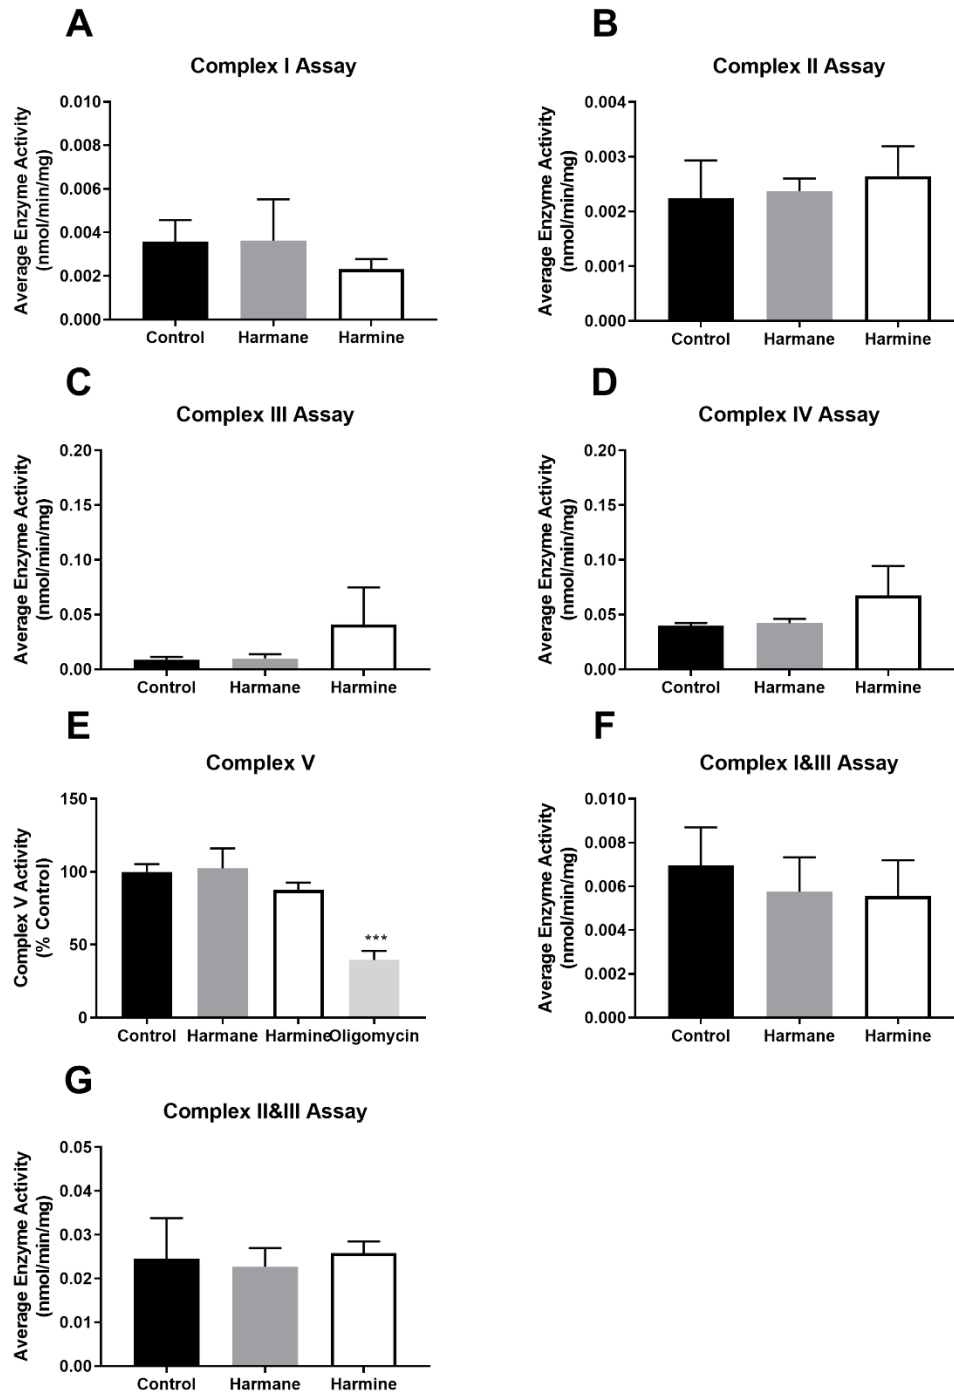 A
Complex I Assay
Average Enzyme Activity
(nmol/min/mg)
0.010
0.008
0.006
0.004
0.002
0.000
Control Harmane Harmine
B
Complex II Assay
Average Enzyme Activity
(nmol/min/mg)
0.004
0.003
0.002
0.001
0.000
Control Harmane Harmine
C
Complex III Assay
Average Enzyme Activity
(nmol/min/mg)
0.20
0.15
0.10
0.05
0.00
Control Harmane Harmine
D
Complex IV Assay
Average Enzyme Activity
(nmol/min/mg)
0.20
0.15
0.10
0.05
0.00
Control Harmane Harmine
E
Complex V
Complex V Activity
(% Control)
150
100
50
0
***
Control Harmane Harmine Oligomycin
F
Complex I&III Assay
Average Enzyme Activity
(nmol/min/mg)
0.010
0.008
0.006
0.004
0.002
0.000
Control Harmane Harmine
G
Complex II&III Assay
Average Enzyme Activity
(nmol/min/mg)
0.05
0.04
0.03
0.02
0.01
0.00
Control Harmane Harmine